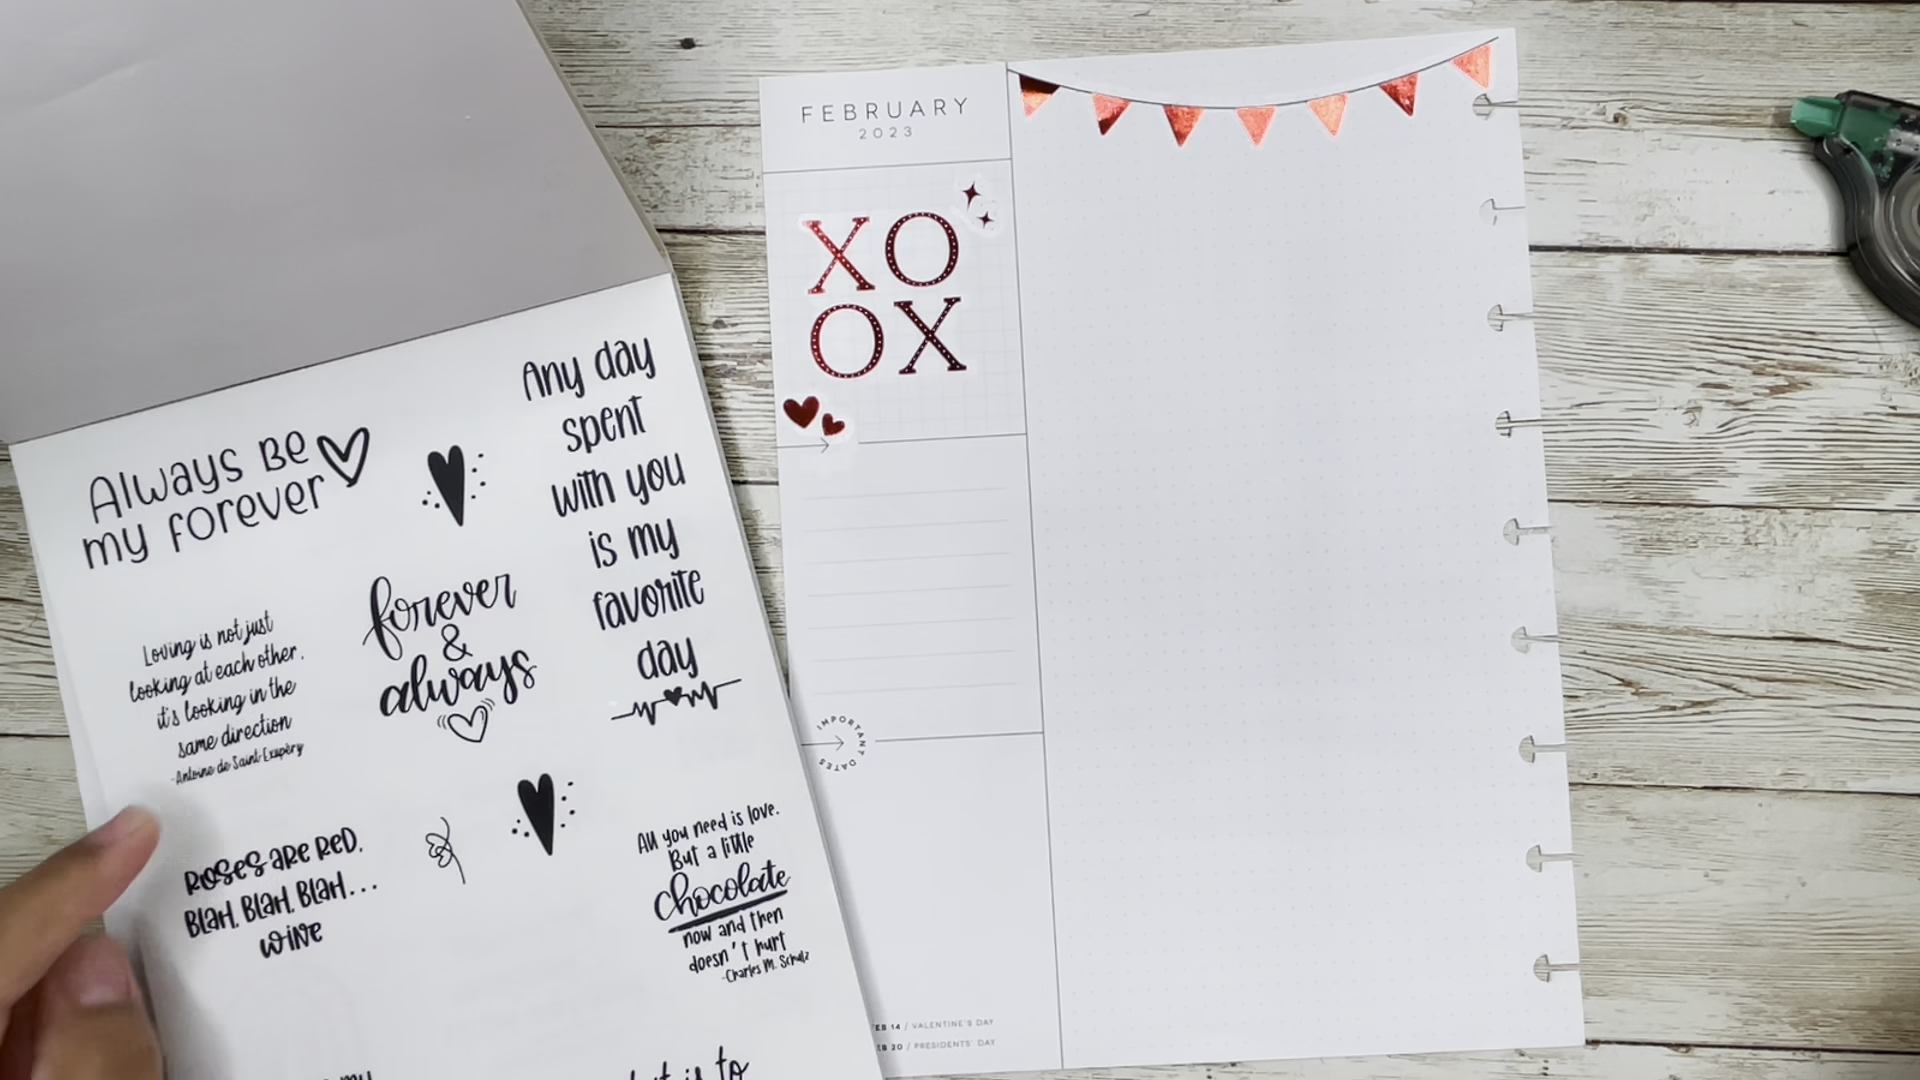 Always Be
my forever
Any day
spent
with you
is my
favorite
day
forever
&
always
Loving is not just
looking at each other,
it's looking in the
same direction
-Antoine de Saint-Exupéry
Roses are Red,
Blah, Blah, Blah...
wine
All you need is love.
But a little
chocolate
now and then
doesn't hurt
-Charles M. Schulz
is to
FEBRUARY
2023
XO
OX
IMPORTANT DATES
14 / VALENTINE'S DAY
20 / PRESIDENTS' DAY